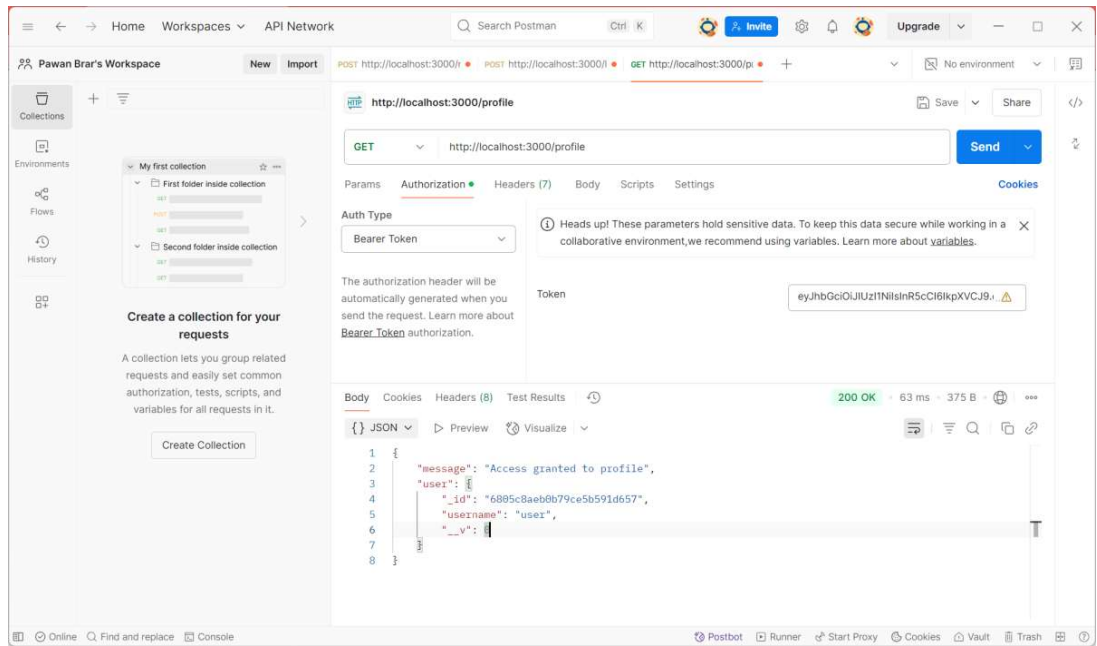 Home Workspaces API Network Search Postman Ctrl K Invite Upgrade
Pawan Brar's Workspace New Import POST http://localhost:3000/r POST http://localhost:3000/l GET http://localhost:3000/pr No environment
Collections
Environments
Flows
History
My first collection
First folder inside collection
GET
POST
GET
Second folder inside collection
GET
GET
Create a collection for your
requests
A collection lets you group related
requests and easily set common
authorization, tests, scripts, and
variables for all requests in it.
Create Collection
HTTP http://localhost:3000/profile Save Share
GET http://localhost:3000/profile Send
Params Authorization Headers (7) Body Scripts Settings Cookies
Auth Type
Bearer Token
The authorization header will be
automatically generated when you
send the request. Learn more about
Bearer Token authorization.
Heads up! These parameters hold sensitive data. To keep this data secure while working in a
collaborative environment,we recommend using variables. Learn more about variables.
Token
Body Cookies Headers (8) Test Results 200 OK 63 ms 375 B
{} JSON Preview Visualize
1 {
2 "message": "Access granted to profile",
3 "user": {
4 "_id": "6805c8aeb0b79ce5b591d657",
5 "username": "user",
6 "__v": 0
7 }
8 }
Online Find and replace Console Postbot Runner Start Proxy Cookies Vault Trash